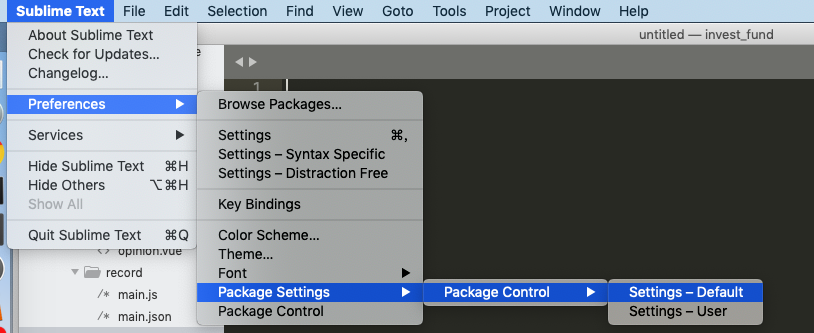 Sublime Text File Edit Selection Find View Goto Tools Project Window Help
untitled — invest_fund
About Sublime Text
Check for Updates...
Changelog...
1
Preferences
Browse Packages...
Services
Settings ⌘,
Settings – Syntax Specific
Hide Sublime Text ⌘H
Settings – Distraction Free
Hide Others ⌥⌘H
Show All
Key Bindings
Quit Sublime Text ⌘Q
Color Scheme...
opinion.vue
Theme...
record
Font
/* main.js
Package Settings
Package Control
Settings – Default
/* main.json
Package Control
Settings – User